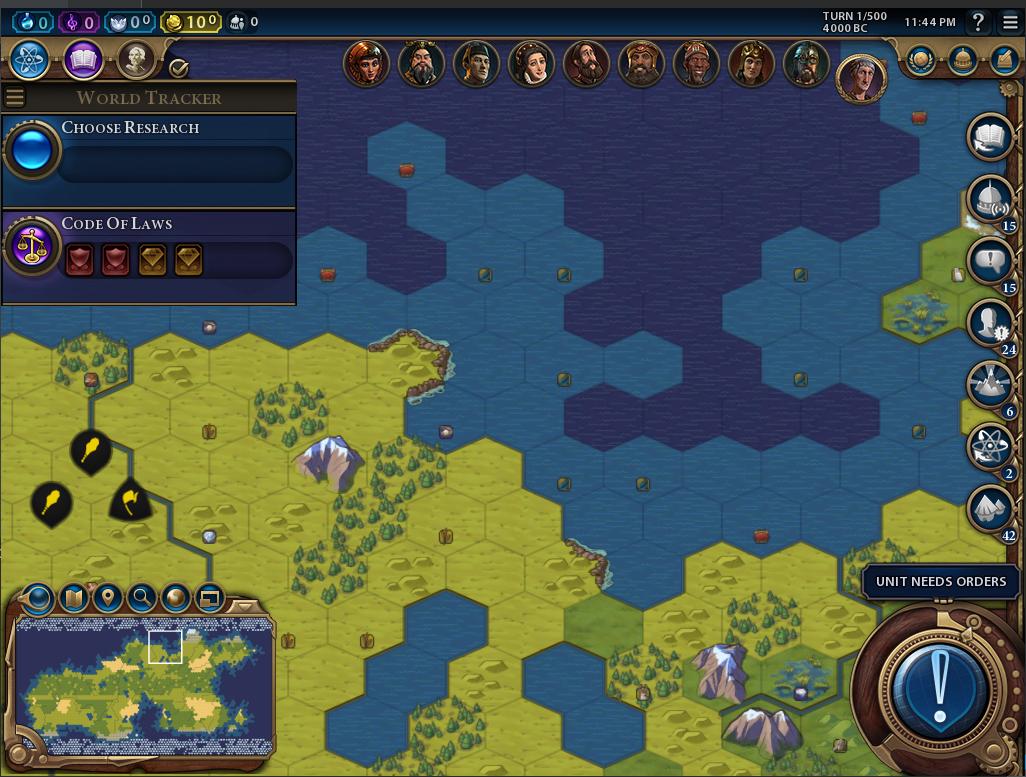 0 0 0 0 10 0 0
TURN 1/500
4000 BC
11:44 PM
?
WORLD TRACKER
CHOOSE RESEARCH
CODE OF LAWS
15
15
24
6
2
42
UNIT NEEDS ORDERS